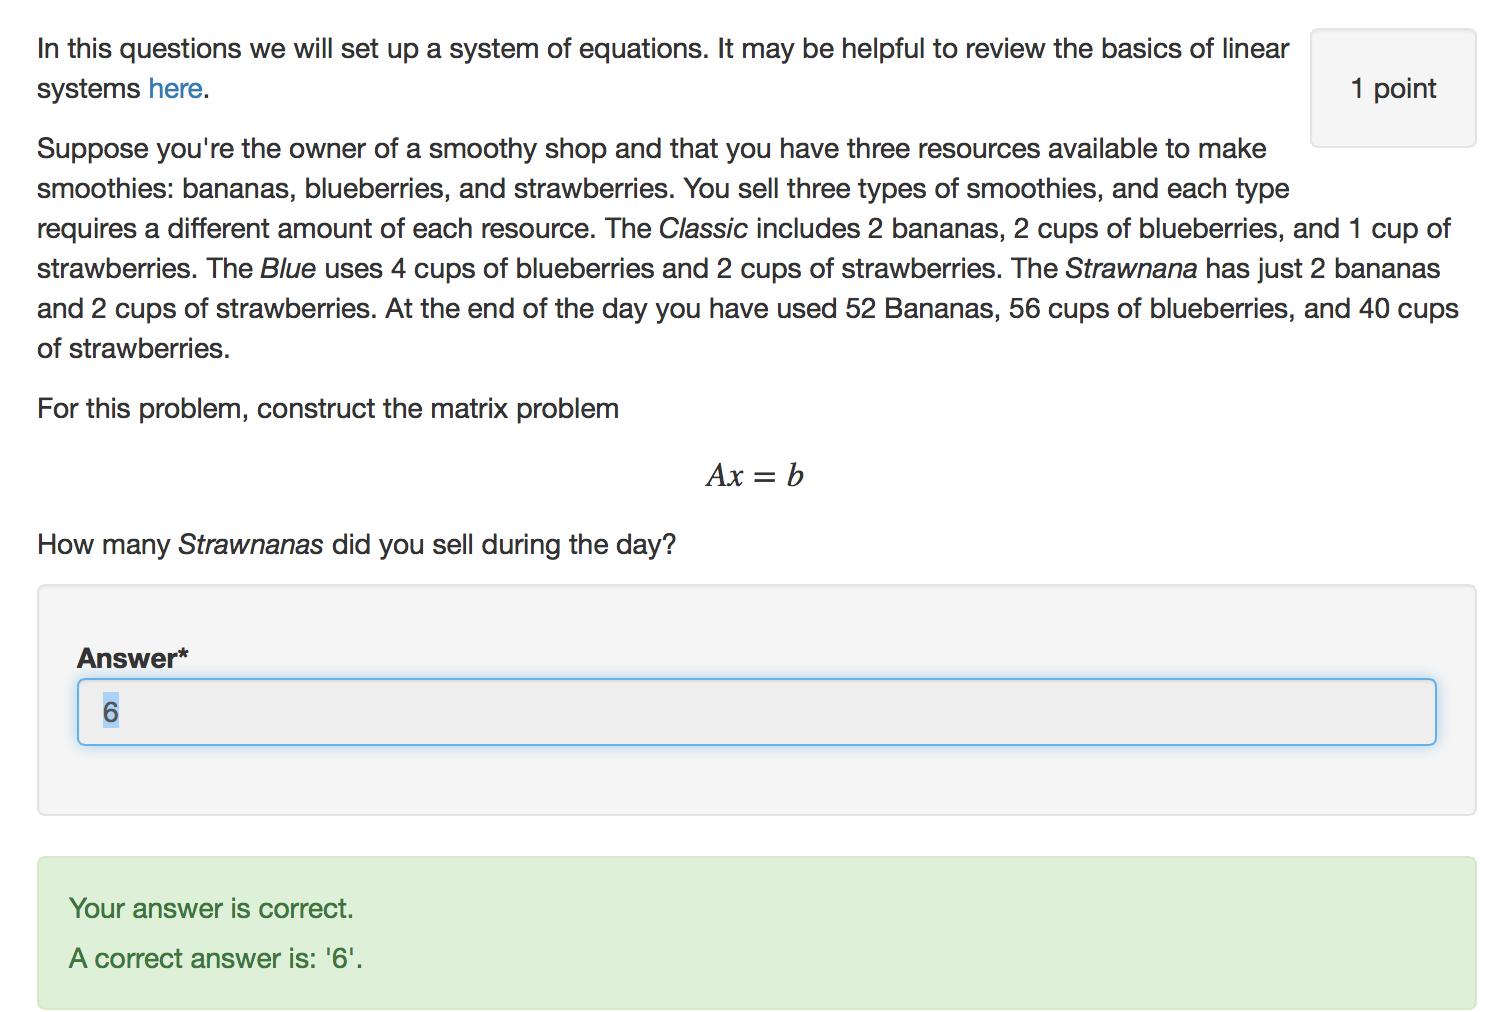 In this questions we will set up a system of equations. It may be helpful to review the basics of linear
systems here.
1 point
Suppose you're the owner of a smoothy shop and that you have three resources available to make
smoothies: bananas, blueberries, and strawberries. You sell three types of smoothies, and each type
requires a different amount of each resource. The Classic includes 2 bananas, 2 cups of blueberries, and 1 cup of
strawberries. The Blue uses 4 cups of blueberries and 2 cups of strawberries. The Strawnana has just 2 bananas
and 2 cups of strawberries. At the end of the day you have used 52 Bananas, 56 cups of blueberries, and 40 cups
of strawberries.
For this problem, construct the matrix problem
Ax = b
How many Strawnanas did you sell during the day?
Answer*
6
Your answer is correct.
A correct answer is: '6'.